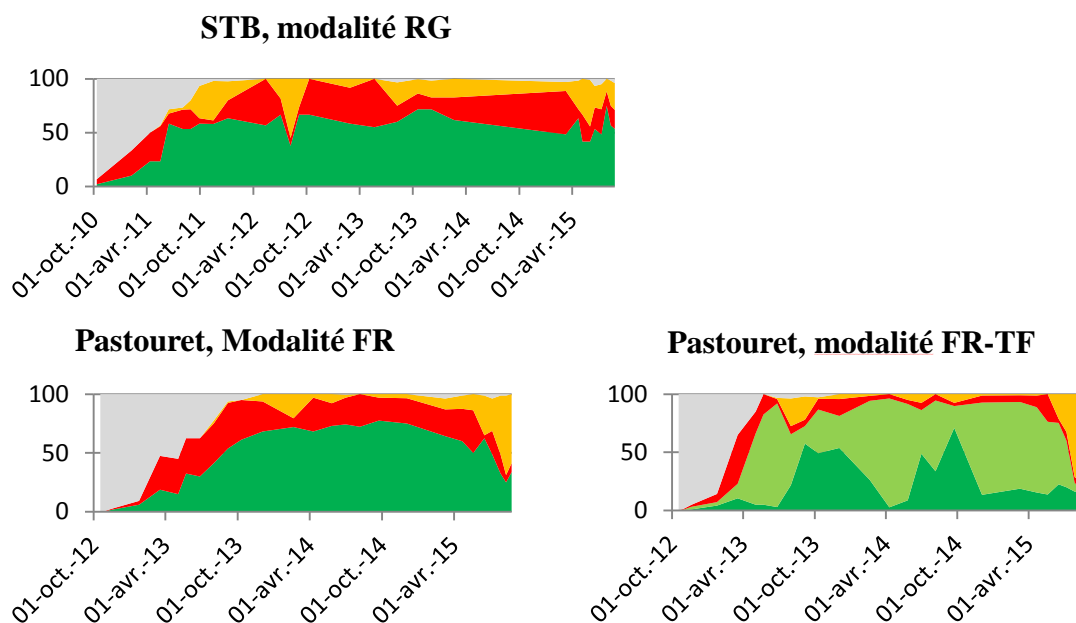 STB, modalité RG
100
50
0
01-oct.-10
01-avr.-11
01-oct.-11
01-avr.-12
01-oct.-12
01-avr.-13
01-oct.-13
01-avr.-14
01-oct.-14
01-avr.-15
Pastouret, Modalité FR
100
50
0
01-oct.-12
01-avr.-13
01-oct.-13
01-avr.-14
01-oct.-14
01-avr.-15
Pastouret, modalité FR-TF
100
50
0
01-oct.-12
01-avr.-13
01-oct.-13
01-avr.-14
01-oct.-14
01-avr.-15